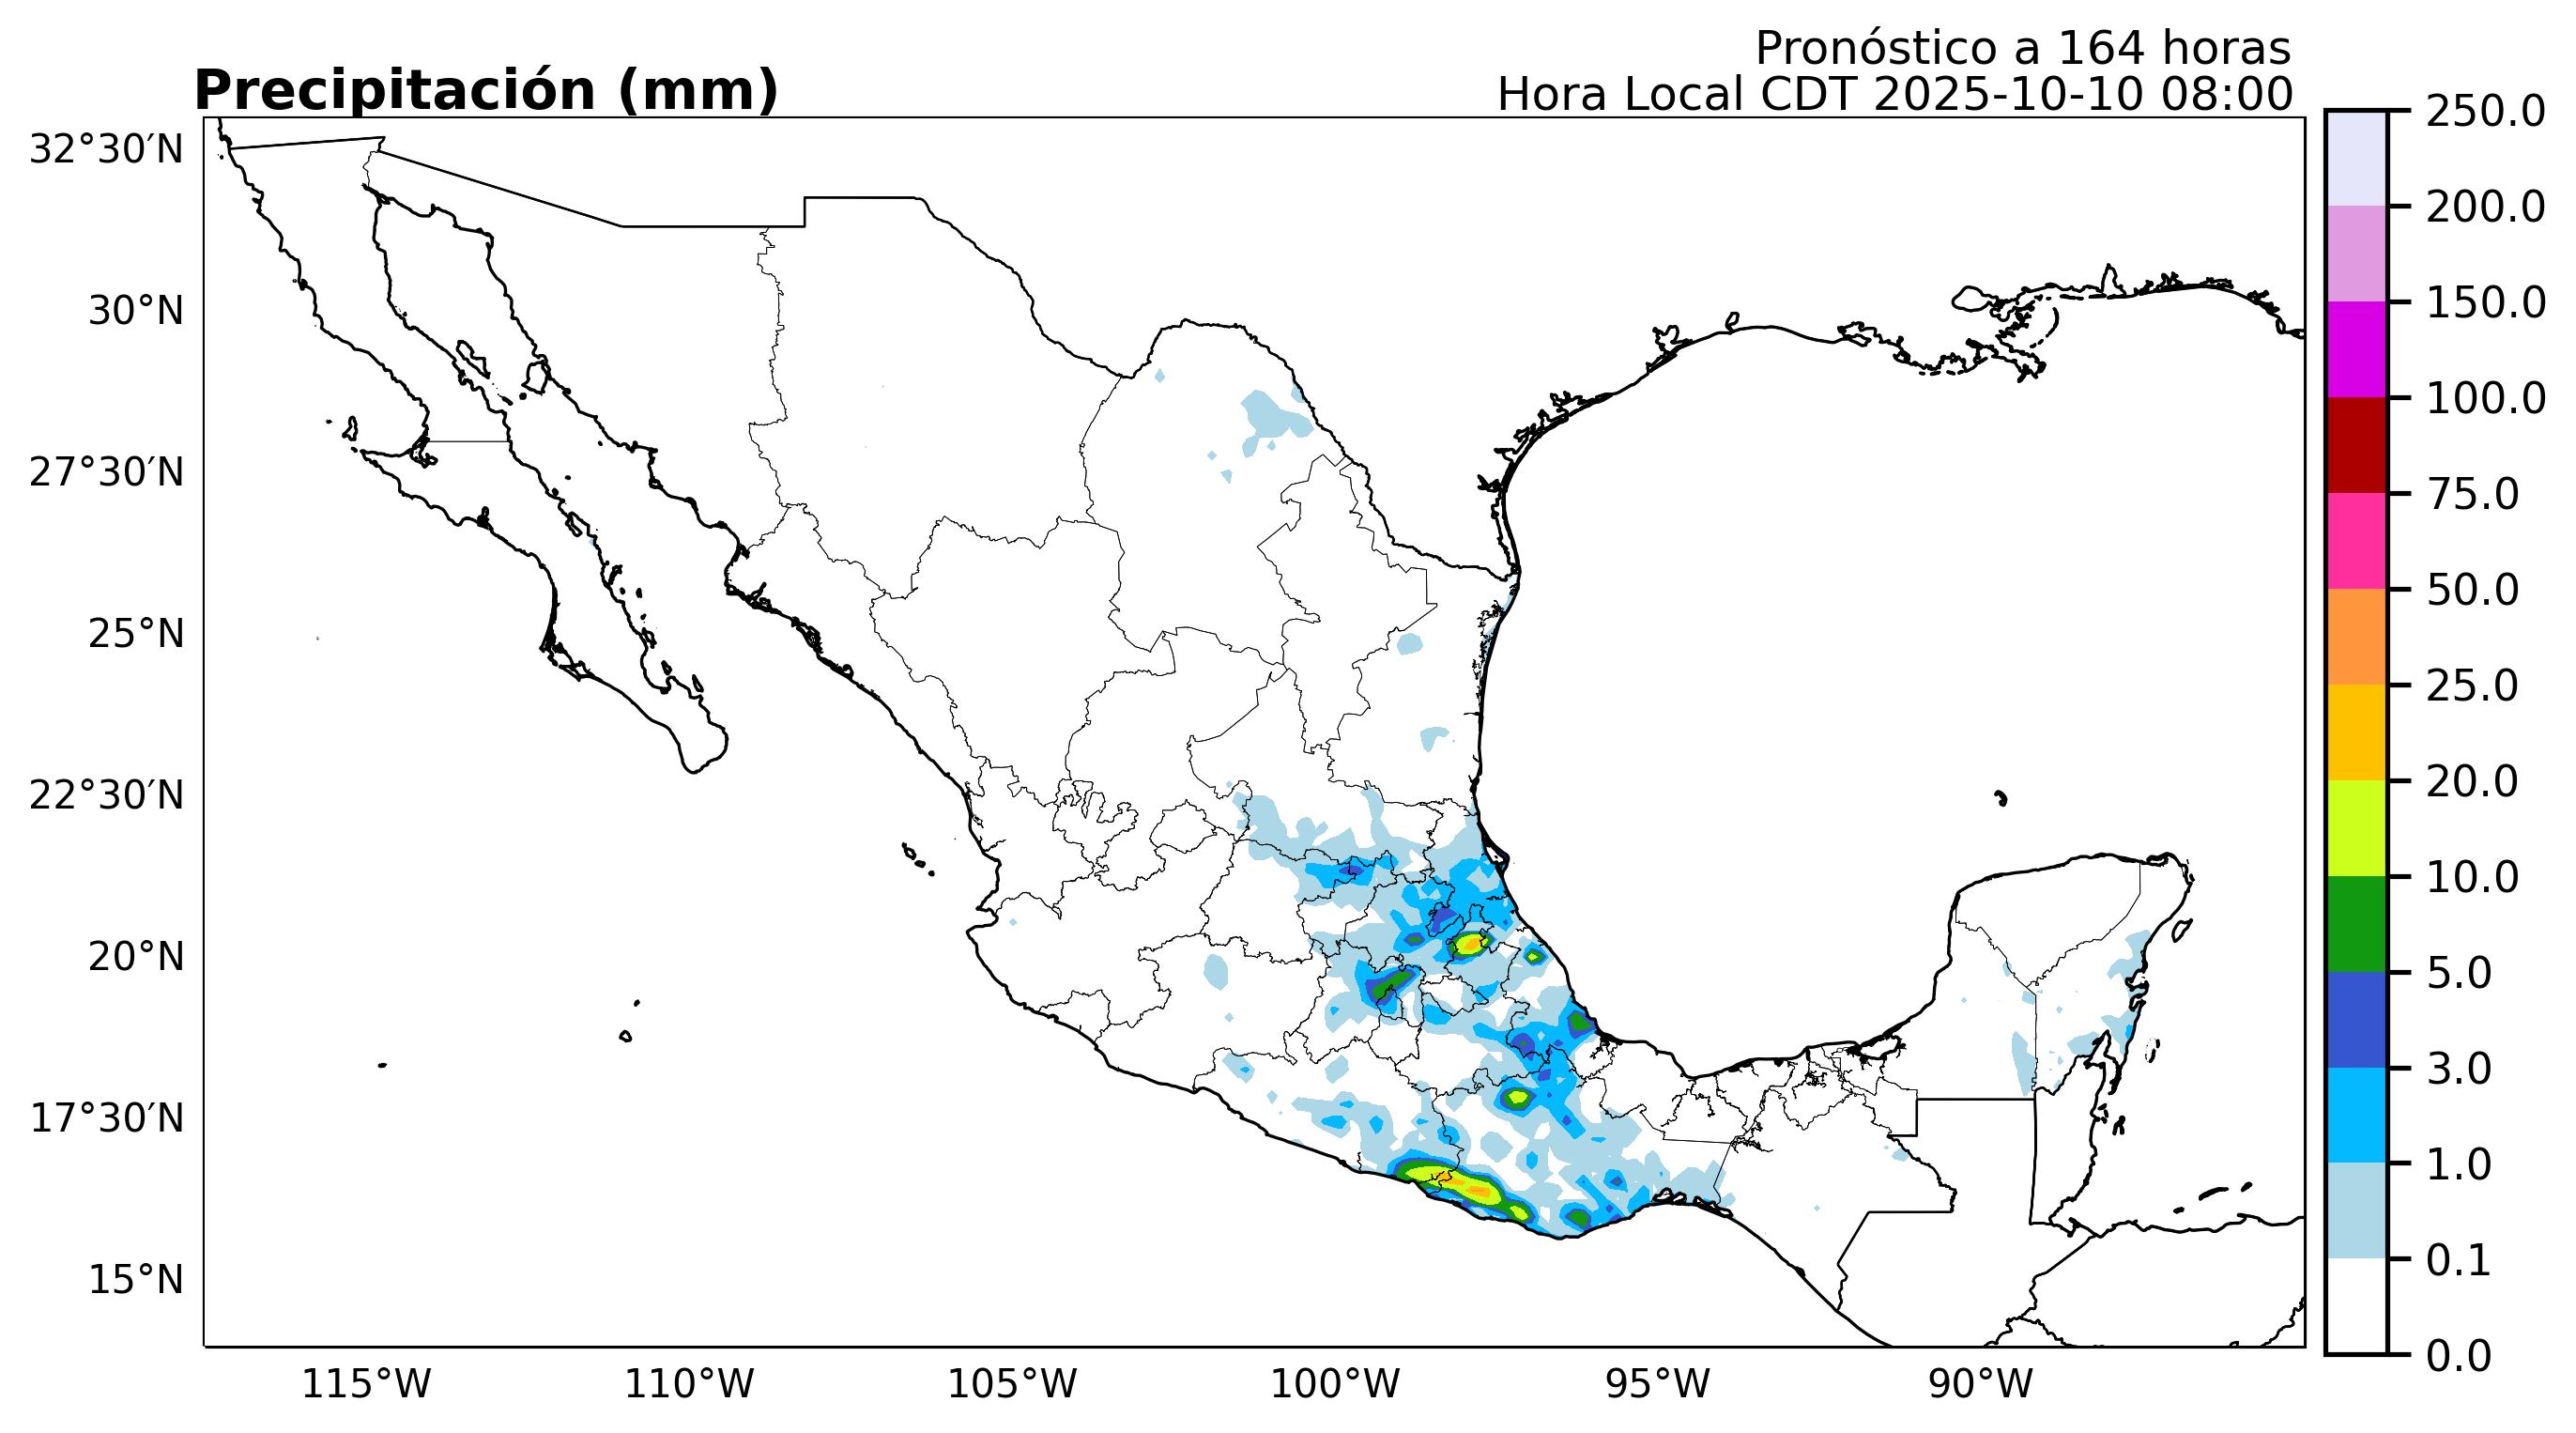 Pronóstico a 164 horas
Precipitación (mm)
Hora Local CDT 2025-10-10 08:00
32°30′N
30°N
27°30′N
25°N
22°30′N
20°N
17°30′N
15°N
115°W
110°W
105°W
100°W
95°W
90°W
250.0
200.0
150.0
100.0
75.0
50.0
25.0
20.0
10.0
5.0
3.0
1.0
0.1
0.0